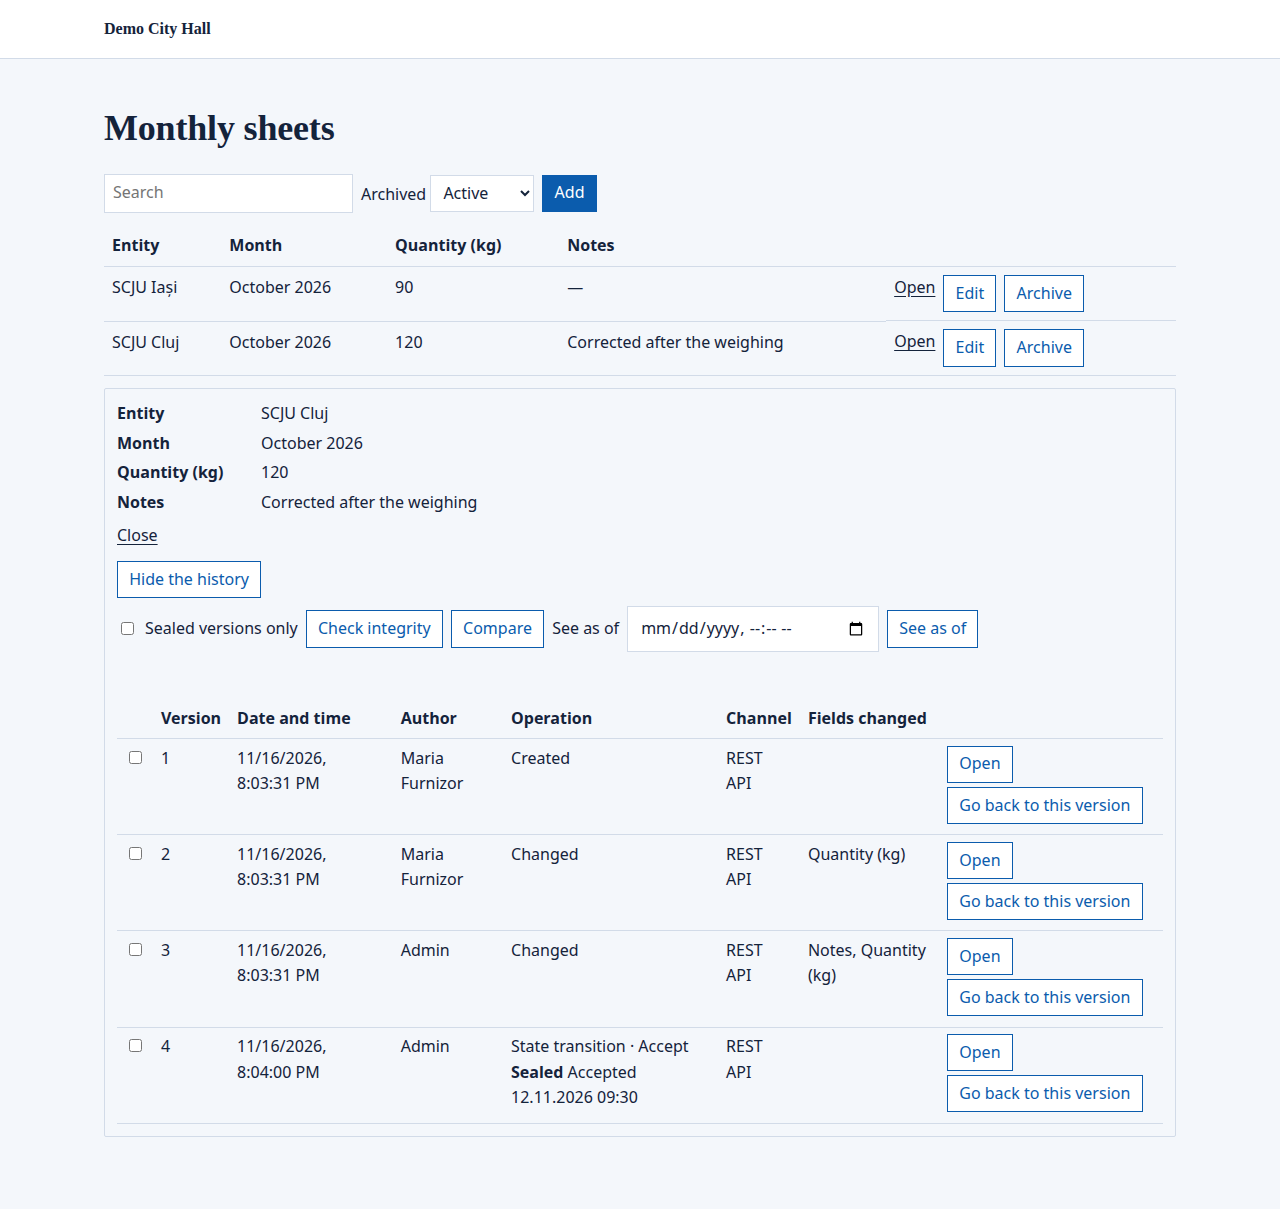 Demo City Hall
Monthly sheets
Search Archived Active Add
Entity Month Quantity (kg) Notes
SCJU Iași October 2026 90 — Open Edit Archive
SCJU Cluj October 2026 120 Corrected after the weighing Open Edit Archive
Entity SCJU Cluj
Month October 2026
Quantity (kg) 120
Notes Corrected after the weighing
Close
Hide the history
Sealed versions only Check integrity Compare See as of mm/dd/yyyy, --:-- -- See as of
Version Date and time Author Operation Channel Fields changed
1 11/16/2026, Maria Created REST Open
8:03:31 PM Furnizor API
Go back to this version
2 11/16/2026, Maria Changed REST Quantity (kg) Open
8:03:31 PM Furnizor API
Go back to this version
3 11/16/2026, Admin Changed REST Notes, Quantity Open
8:03:31 PM API (kg)
Go back to this version
4 11/16/2026, Admin State transition · Accept REST Open
8:04:00 PM Sealed Accepted API
12.11.2026 09:30 Go back to this version